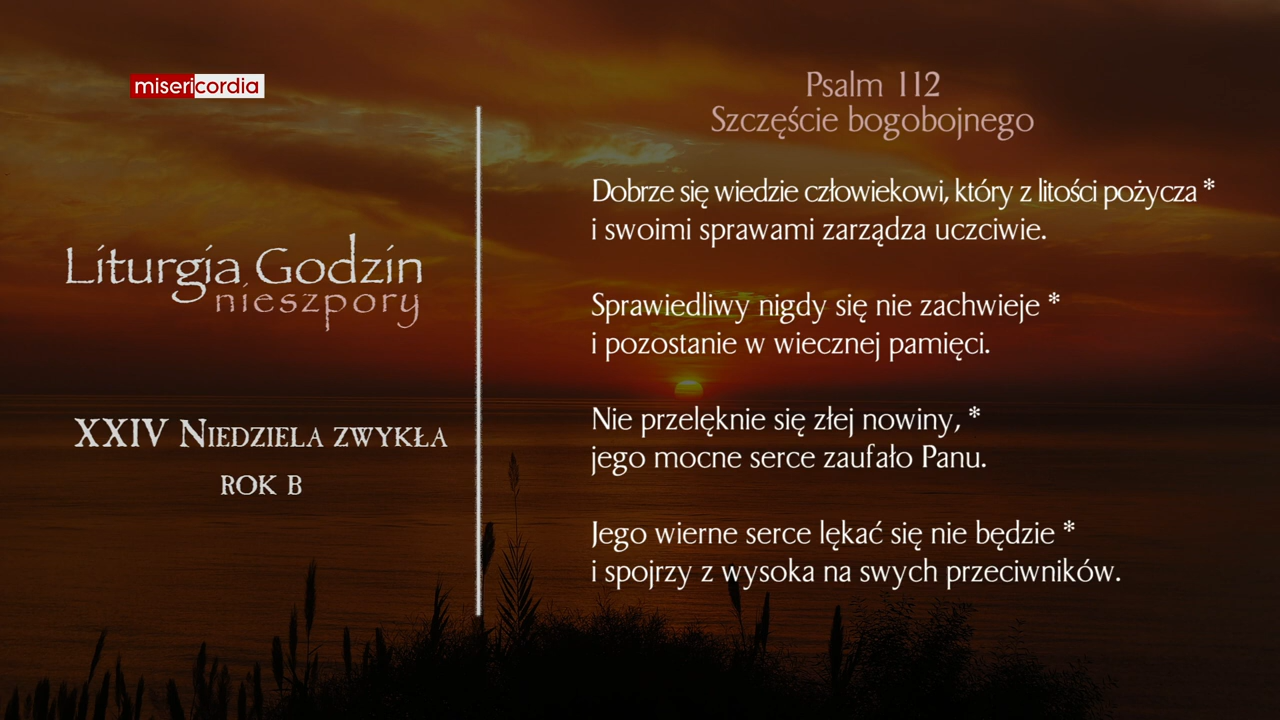 misericordia
Liturgia Godzin
nieszpory
XXIV Niedziela zwykła
rok B
Psalm 112
Szczęście bogobojnego
Dobrze się wiedzie człowiekowi, który z litości pożycza *
i swoimi sprawami zarządza uczciwie.
Sprawiedliwy nigdy się nie zachwieje *
i pozostanie w wiecznej pamięci.
Nie przelęknie się złej nowiny, *
jego mocne serce zaufało Panu.
Jego wierne serce lękać się nie będzie *
i spojrzy z wysoka na swych przeciwników.